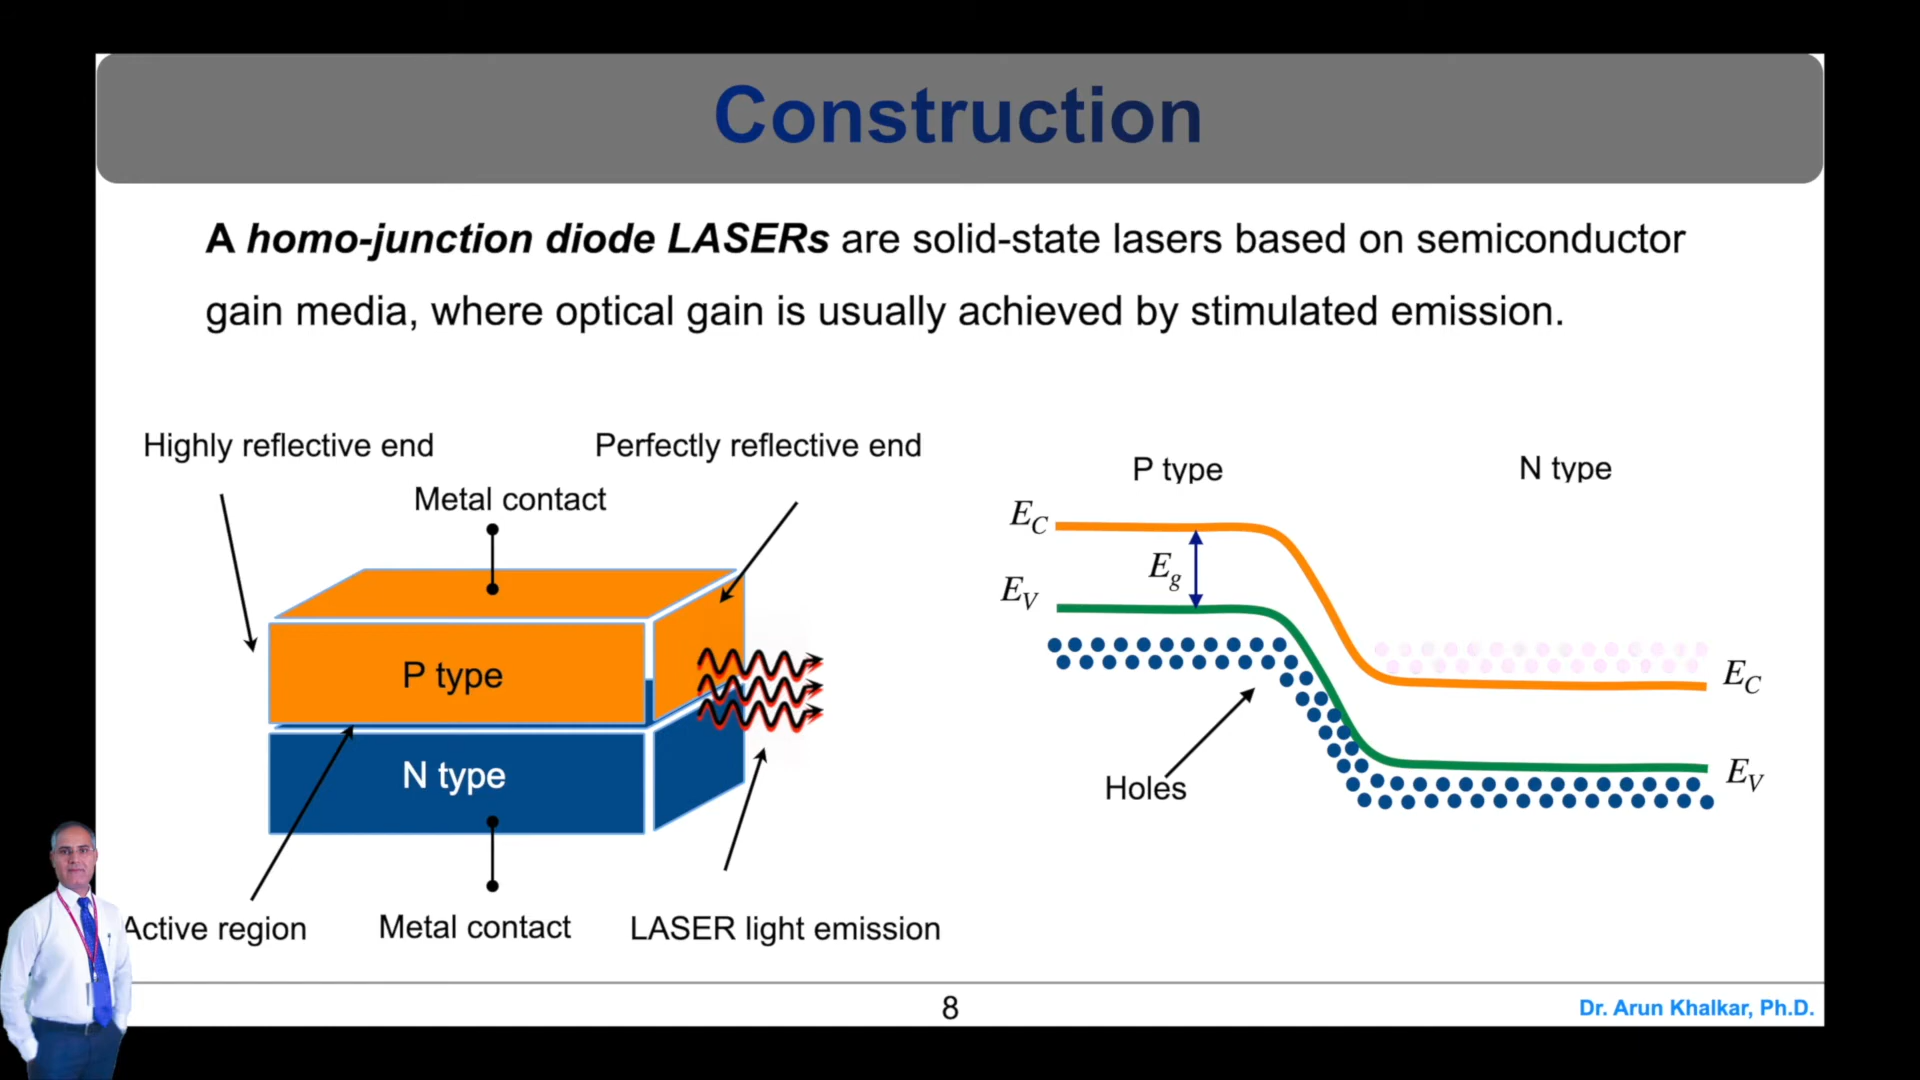 Construction
A homo-junction diode LASERs are solid-state lasers based on semiconductor
gain media, where optical gain is usually achieved by stimulated emission.
Highly reflective end
Perfectly reflective end
Metal contact
P type
N type
Active region
Metal contact
LASER light emission
P type
N type
E_C
E_g
E_V
E_C
E_V
Holes
8
Dr. Arun Khalkar, Ph.D.